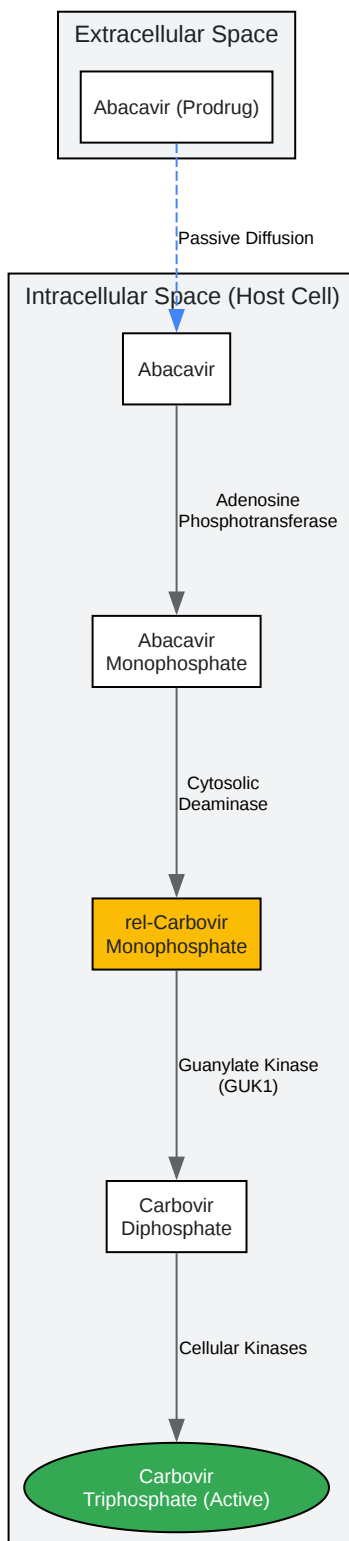 Extracellular Space
Abacavir (Prodrug)
Passive Diffusion
Intracellular Space (Host Cell)
Abacavir
Adenosine
Phosphotransferase
Abacavir
Monophosphate
Cytosolic
Deaminase
rel-Carbovir
Monophosphate
Guanylate Kinase
(GUK1)
Carbovir
Diphosphate
Cellular Kinases
Carbovir
Triphosphate (Active)